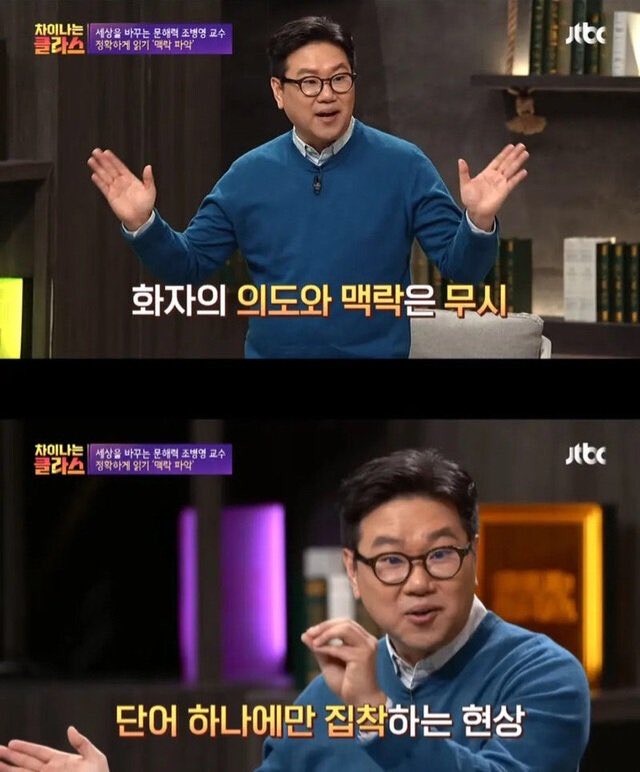 차이나는
클라스
세상을 바꾸는 문해력 조병영 교수
정확하게 읽기 '맥락 파악'
jtbc
화자의 의도와 맥락은 무시
차이나는
클라스
세상을 바꾸는 문해력 조병영 교수
정확하게 읽기 '맥락 파악'
jtbc
단어 하나에만 집착하는 현상